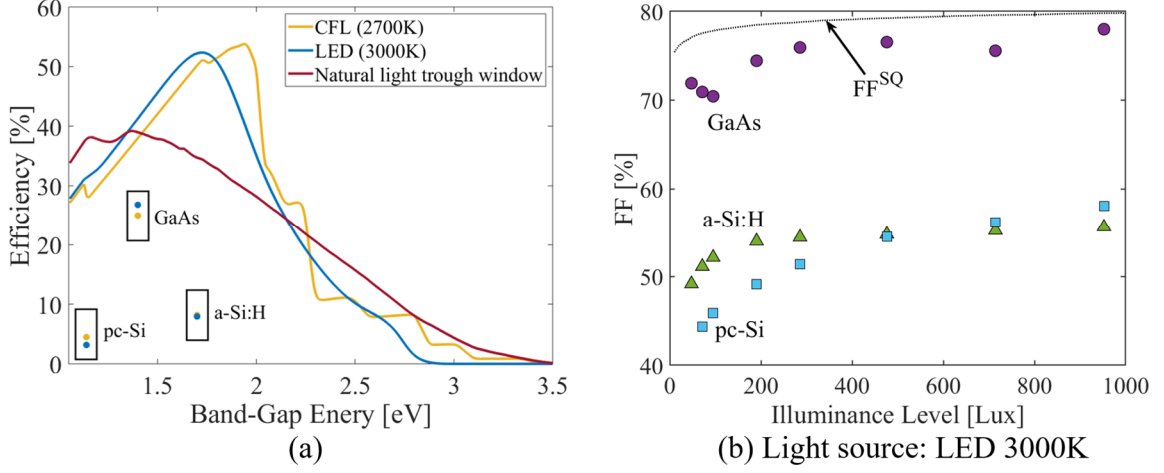 60
50
40
30
20
10
0
Efficiency [%]
CFL (2700K)
LED (3000K)
Natural light trough window
GaAs
pc-Si
a-Si:H
1.5
2
2.5
3
3.5
Band-Gap Enery [eV]
(a)
80
70
60
50
40
FF [%]
FF^SQ
GaAs
a-Si:H
pc-Si
0
200
400
600
800
1000
Illuminance Level [Lux]
(b) Light source: LED 3000K